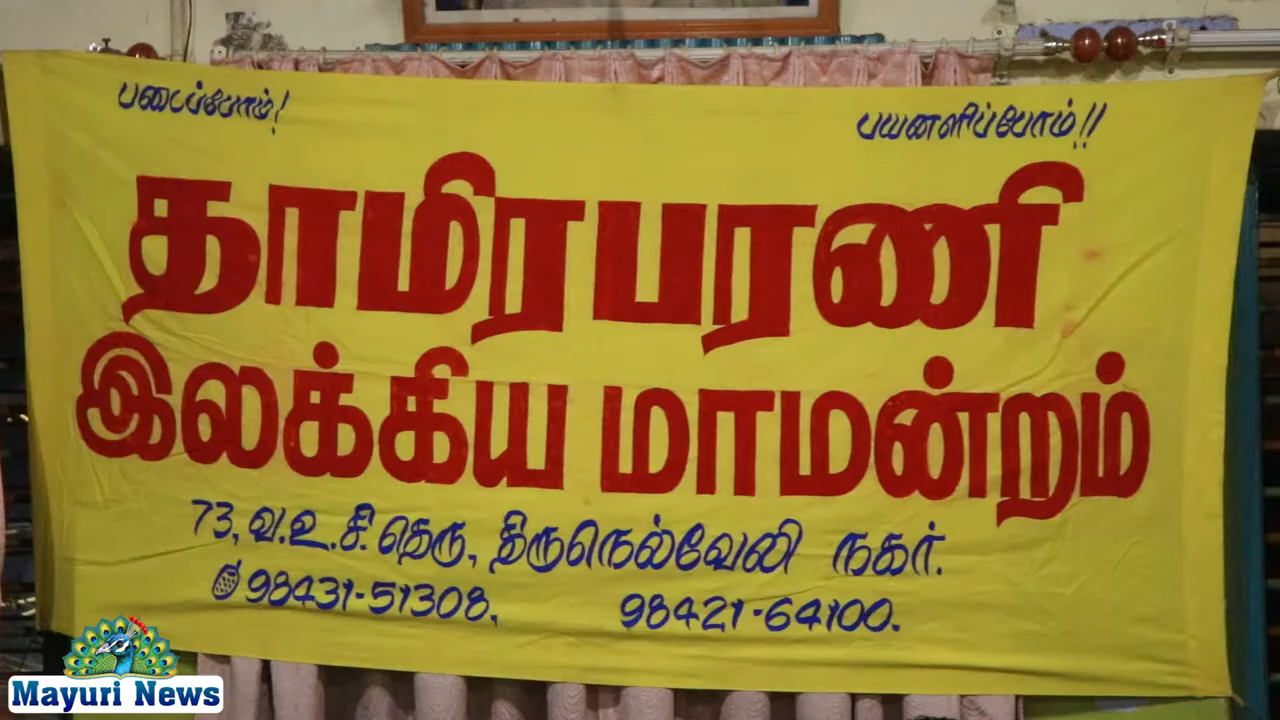 படைப்போம்! பயனளிப்போம்!!
தாமிரபரணி
இலக்கிய மாமன்றம்
73, வ.உ.சி.தெரு, திருநெல்வேலி நகர்.
98431-51308, 98421-64100.
Mayuri News